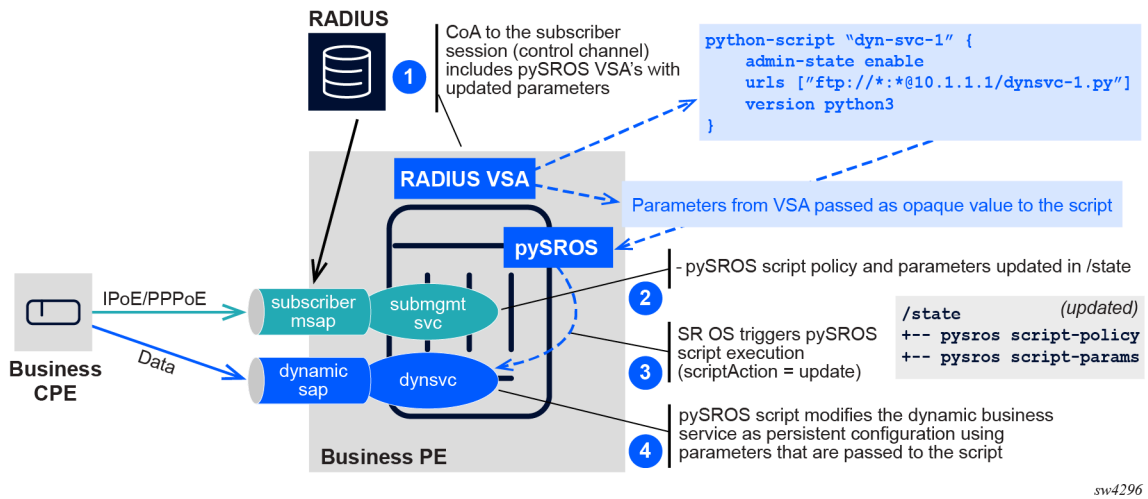 RADIUS
1
CoA to the subscriber
session (control channel)
includes pySROS VSA's with
updated parameters
python-script “dyn-svc-1” {
admin-state enable
urls ["ftp://*:*@10.1.1.1/dynsvc-1.py"]
version python3
}
RADIUS VSA
Parameters from VSA passed as opaque value to the script
pySROS
2
- pySROS script policy and parameters updated in /state
IPoE/PPPoE
subscriber
msap
submgmt
svc
/state (updated)
+-- pysros script-policy
+-- pysros script-params
3
SR OS triggers pySROS
script execution
(scriptAction = update)
Business
CPE
Data
dynamic
sap
dynsvc
4
pySROS script modifies the dynamic business
service as persistent configuration using
parameters that are passed to the script
Business PE
sw4296